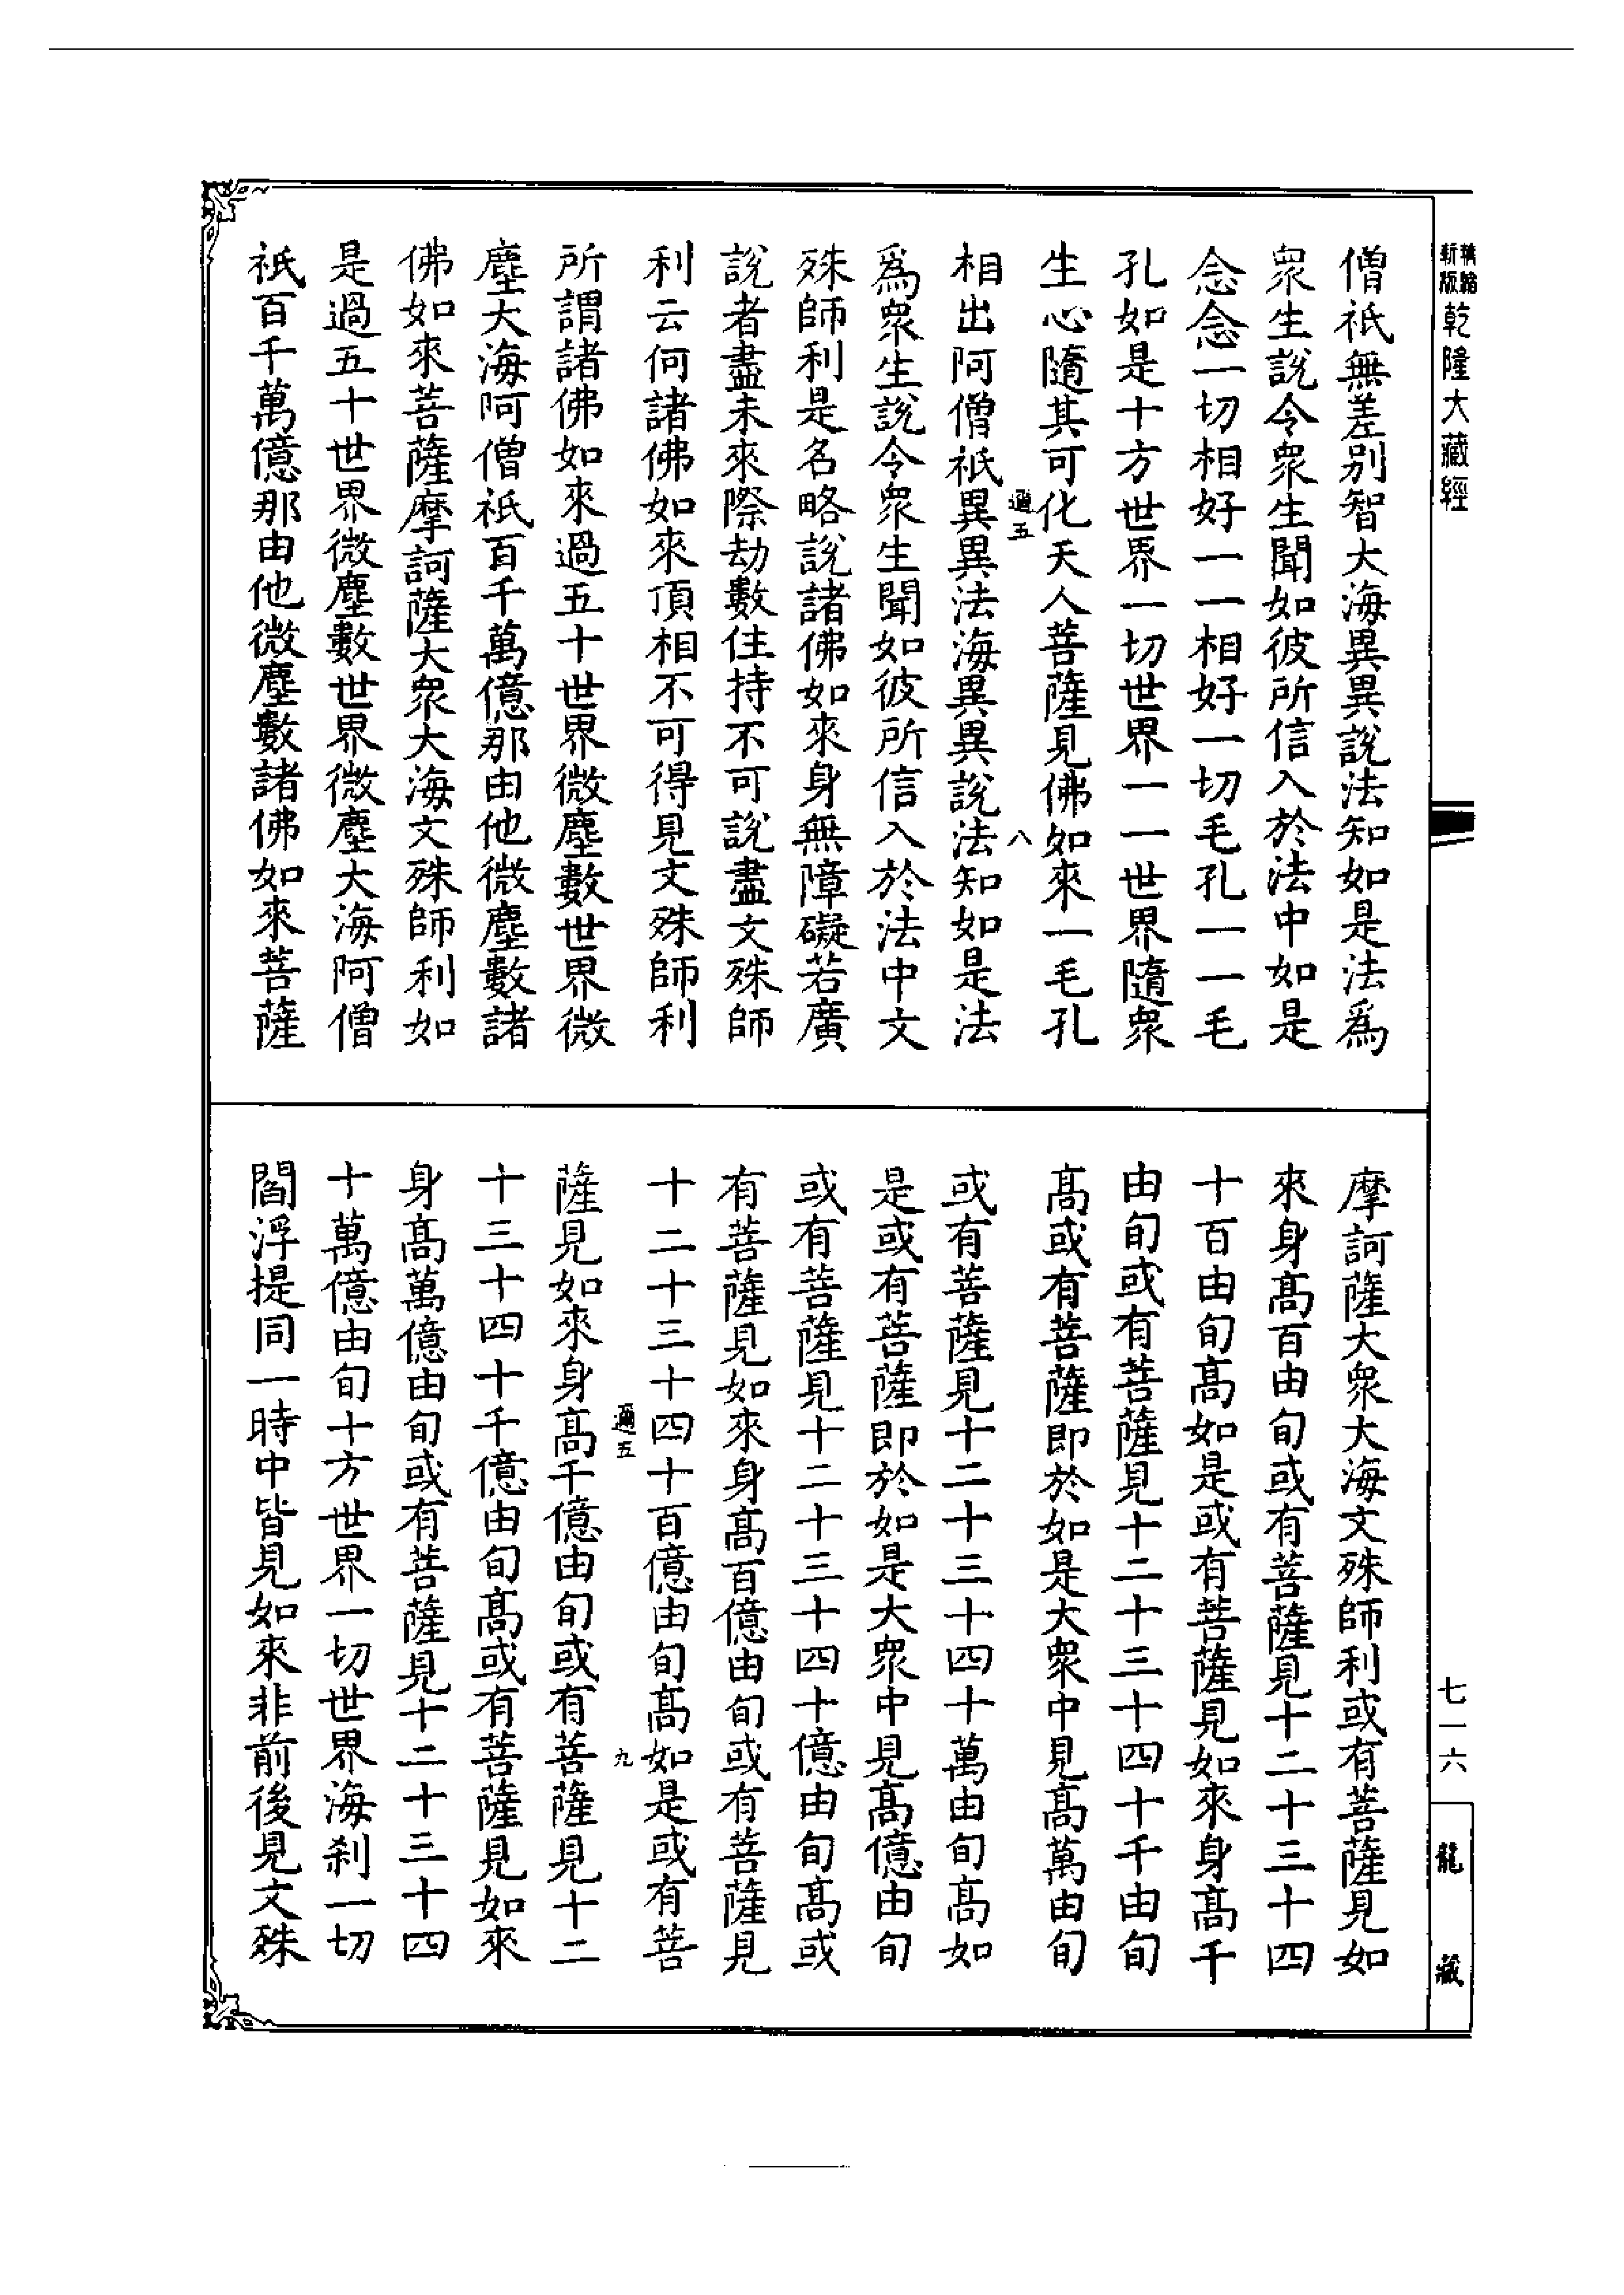 精縮
新版
乾隆大藏經
僧祇無差別智大海異異說法知如是法為
眾生說令眾生聞如彼所信入於法中如是
念念一切相好一一相好一切毛孔一一毛
孔如是十方世界一切世界一一世界隨眾
生心隨其可化天人菩薩見佛如來一毛孔
邇五
八
相出阿僧祇異異法海異異說法知如是法
為眾生說令眾生聞如彼所信入於法中文
殊師利是名略說諸佛如來身無障礙若廣
說者盡未來際劫數住持不可說盡文殊師
利云何諸佛如來頂相不可得見文殊師利
所謂諸佛如來過五十世界微塵數世界微
塵大海阿僧祇百千萬億那由他微塵數諸
佛如來菩薩摩訶薩大眾大海文殊師利如
是過五十世界微塵數世界微塵大海阿僧
祇百千萬億那由他微塵數諸佛如來菩薩
摩訶薩大眾大海文殊師利或有菩薩見如
來身高百由旬或有菩薩見十二十三十四
十百由旬高如是或有菩薩見如來身高千
由旬或有菩薩見十二十三十四十千由旬
高或有菩薩即於如是大眾中見高萬由旬
或有菩薩見十二十三十四十萬由旬高如
是或有菩薩即於如是大眾中見高億由旬
或有菩薩見十二十三十四十億由旬高或
有菩薩見如來身高百億由旬或有菩薩見
十二十三十四十百億由旬高如是或有菩
邇五
九
薩見如來身高千億由旬或有菩薩見十二
十三十四十千億由旬高或有菩薩見如來
身高萬億由旬或有菩薩見十二十三十四
十萬億由旬十方世界一切世界海刹一切
閻浮提同一時中皆見如來非前後見文殊
七一六
龍藏